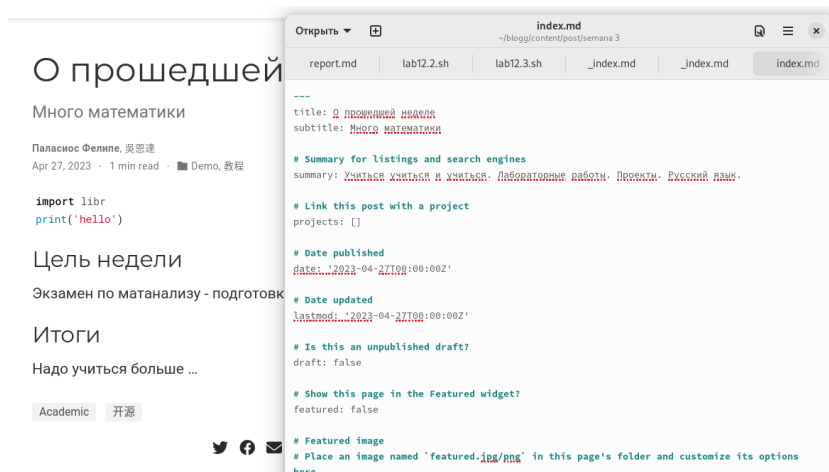 О прошедшей
Много математики
Паласиос Фелипе, 吳恩達
Apr 27, 2023 · 1 min read · Demo, 教程
import libr
print('hello')
Цель недели
Экзамен по матанализу - подготовк
Итоги
Надо учиться больше ...
Academic 开源
Открыть
index.md
~/blogg/content/post/semana 3
report.md lab12.2.sh lab12.3.sh _index.md _index.md index.md
---
title: О прошедшей неделе
subtitle: Много математики
# Summary for listings and search engines
summary: Учиться учиться и учиться. Лабораторные работы. Проекты. Русский язык.
# Link this post with a project
projects: []
# Date published
date: '2023-04-27T00:00:00Z'
# Date updated
lastmod: '2023-04-27T00:00:00Z'
# Is this an unpublished draft?
draft: false
# Show this page in the Featured widget?
featured: false
# Featured image
# Place an image named `featured.jpg/png` in this page's folder and customize its options
here.